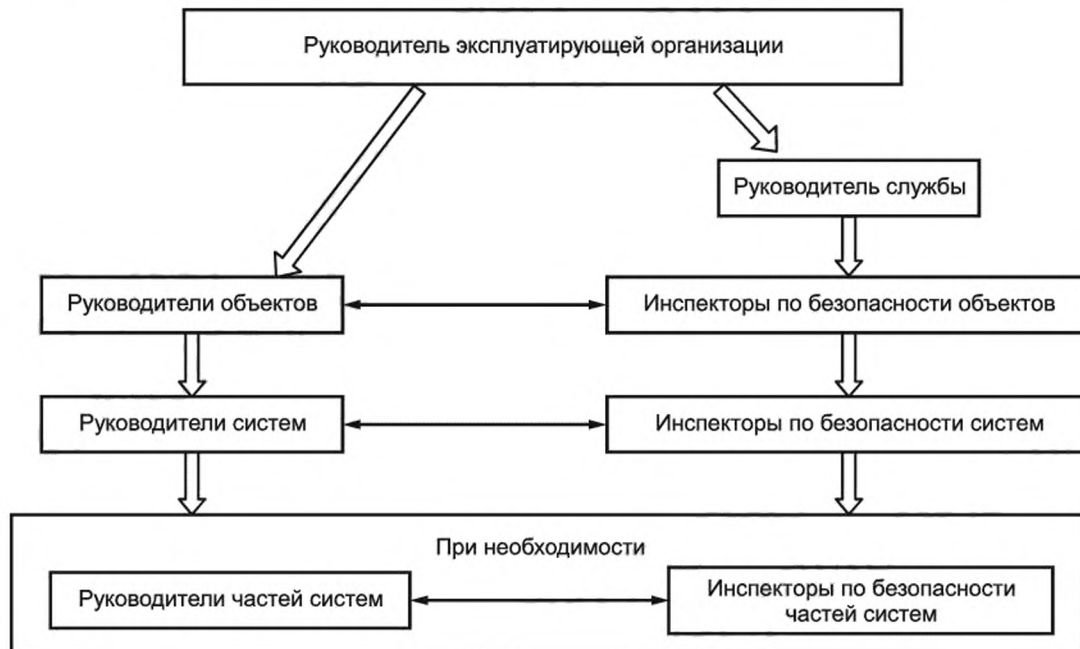 Руководитель эксплуатирующей организации
Руководитель службы
Руководители объектов
Инспекторы по безопасности объектов
Руководители систем
Инспекторы по безопасности систем
При необходимости
Руководители частей систем
Инспекторы по безопасности
частей систем